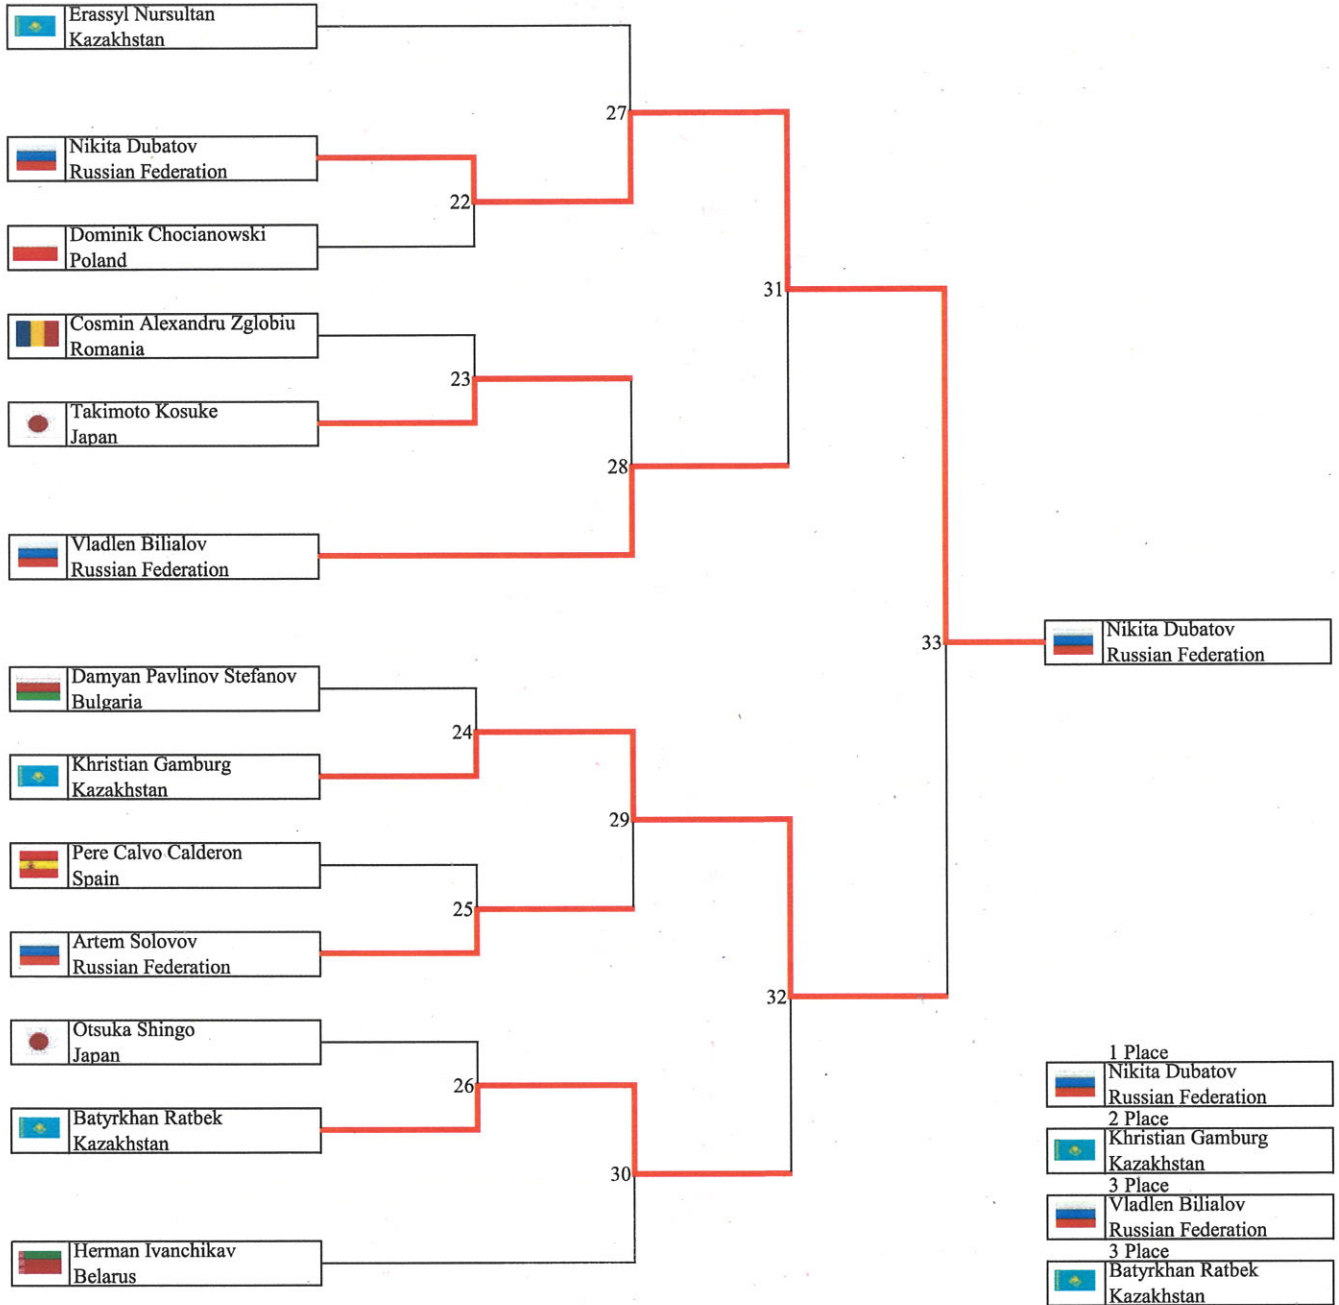 Erassyl Nursultan
Kazakhstan
27
Nikita Dubatov
Russian Federation
22
Dominik Chocianowski
Poland
31
Cosmin Alexandru Zglobiu
Romania
23
Takimoto Kosuke
Japan
28
Vladlen Bilialov
Russian Federation
33
Nikita Dubatov
Russian Federation
Damyan Pavlinov Stefanov
Bulgaria
24
Khristian Gamburg
Kazakhstan
29
Pere Calvo Calderon
Spain
25
Artem Solovov
Russian Federation
32
Otsuka Shingo
Japan
26
Batyrkhan Ratbek
Kazakhstan
30
Herman Ivanchikav
Belarus
1 Place
Nikita Dubatov
Russian Federation
2 Place
Khristian Gamburg
Kazakhstan
3 Place
Vladlen Bilialov
Russian Federation
3 Place
Batyrkhan Ratbek
Kazakhstan